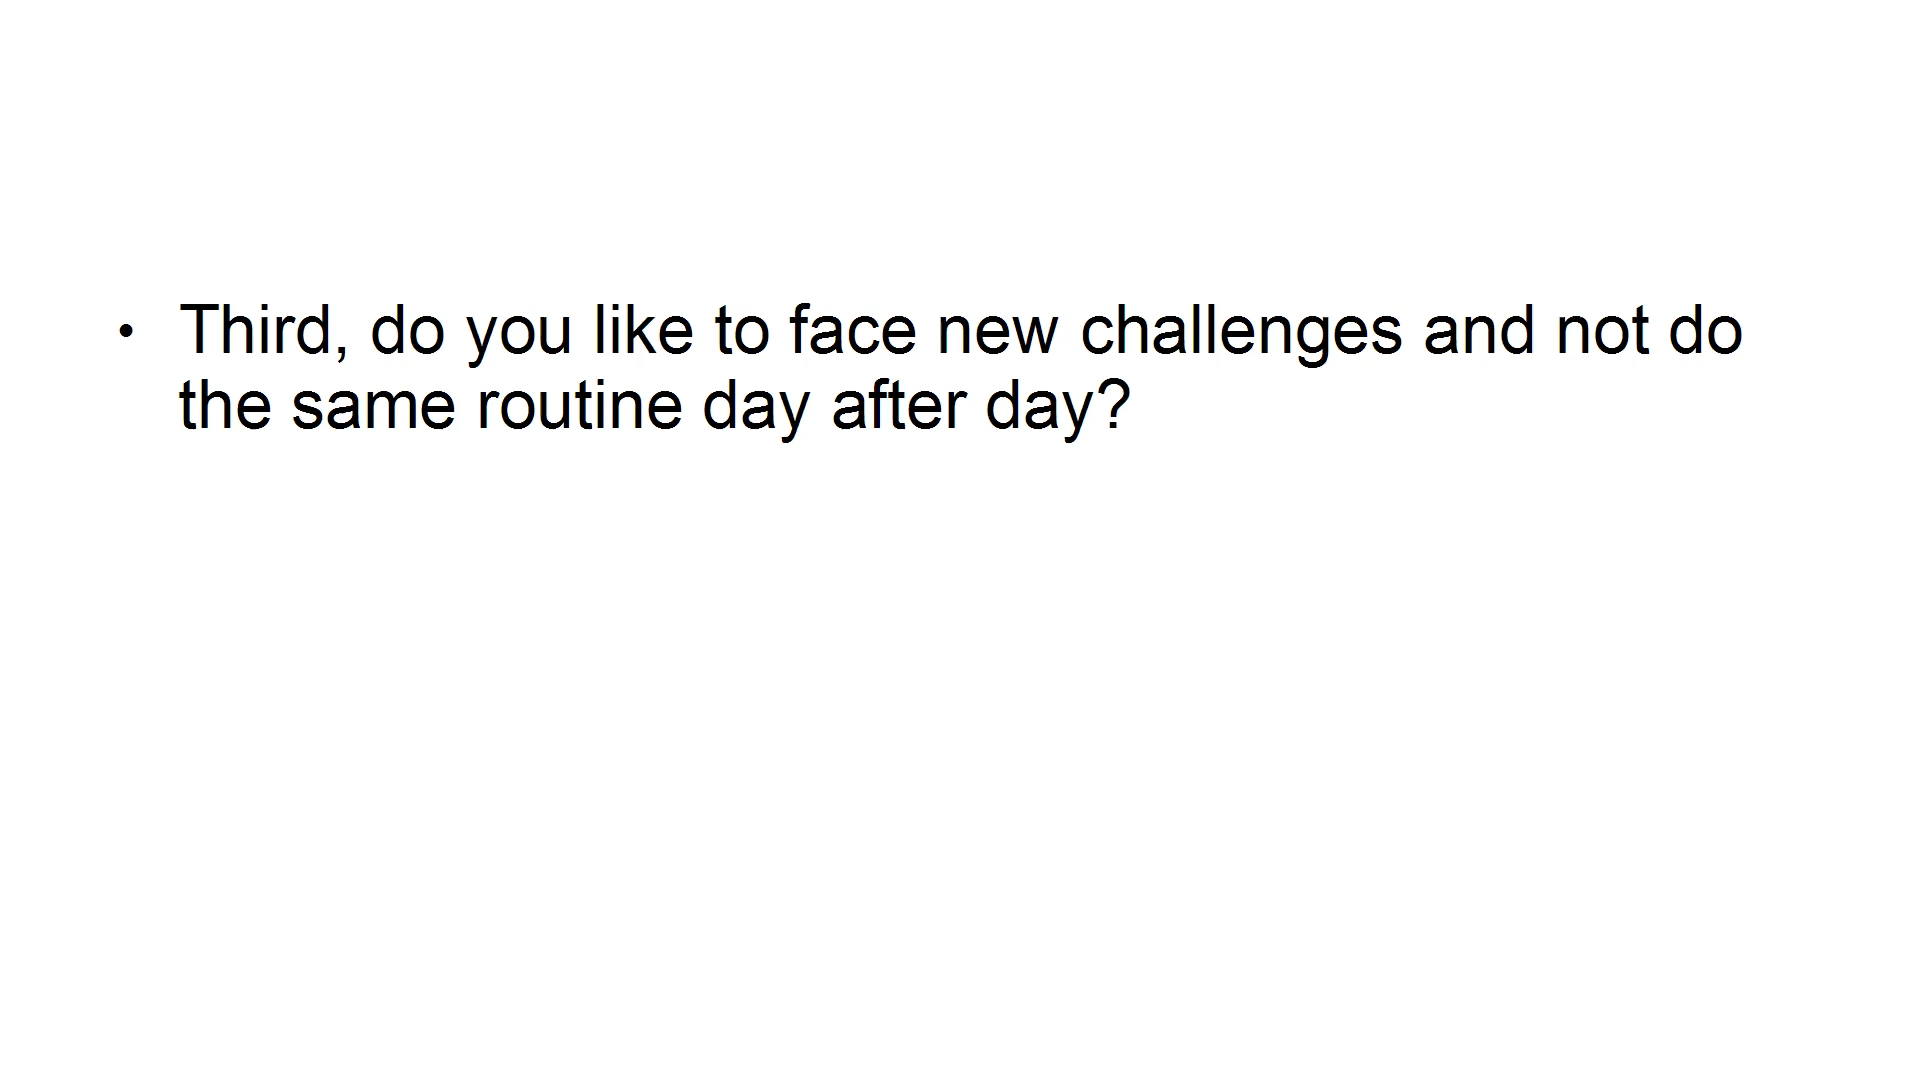 • Third, do you like to face new challenges and not do
the same routine day after day?